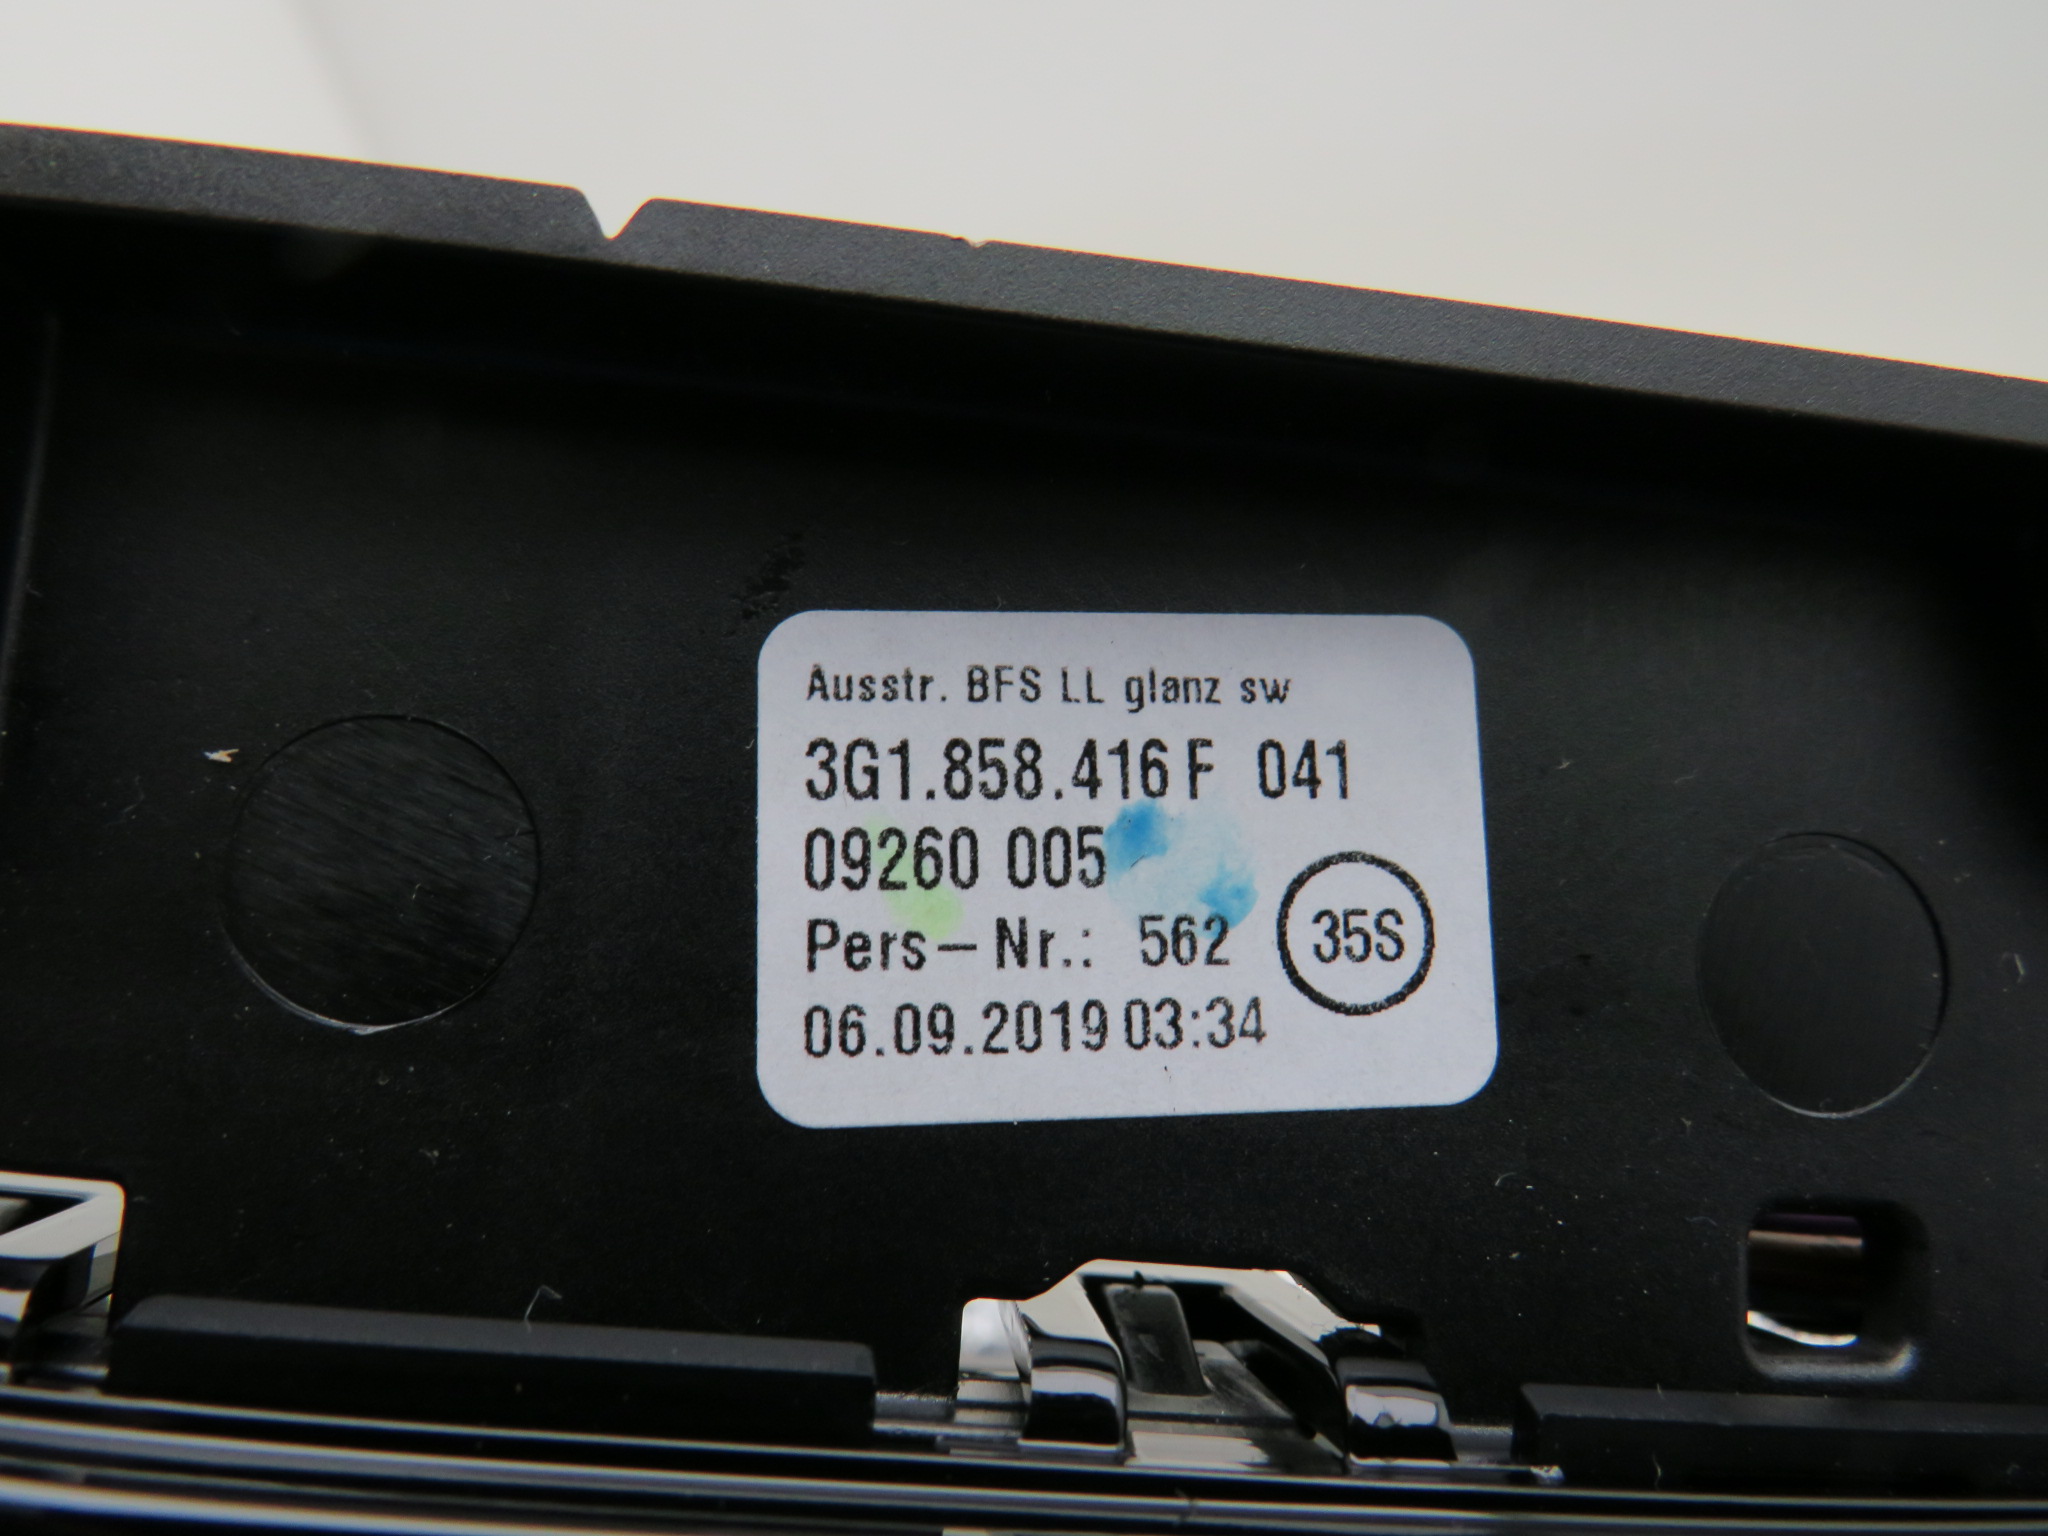 Ausstr. BFS LL glanz sw
3G1.858.416 F 041
09260 005
Pers-Nr.: 562
35S
06.09.2019 03:34